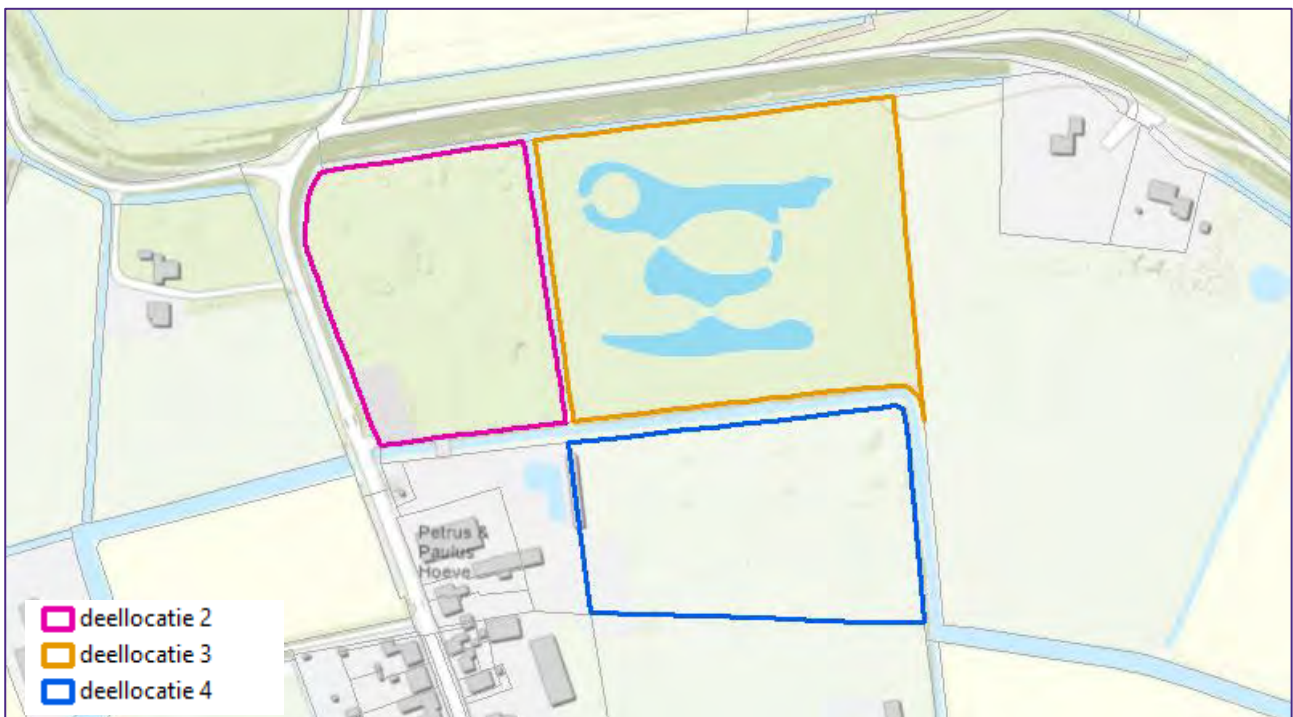 Petrus &
Paulus
Hoeve
deellocatie 2
deellocatie 3
deellocatie 4